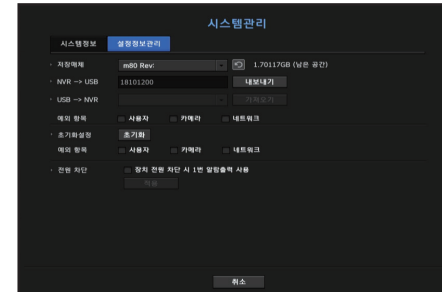 시스템관리
시스템정보 설정정보관리
· 저장매체 m80 Rev: 1.70117GB (남은 공간)
· NVR -> USB 18101200 내보내기
· USB -> NVR 가져오기
예외 항목 사용자 카메라 네트워크
· 초기화설정 초기화
예외 항목 사용자 카메라 네트워크
· 전원 차단 장치 전원 차단 시 1번 알람출력 사용
적용
취소